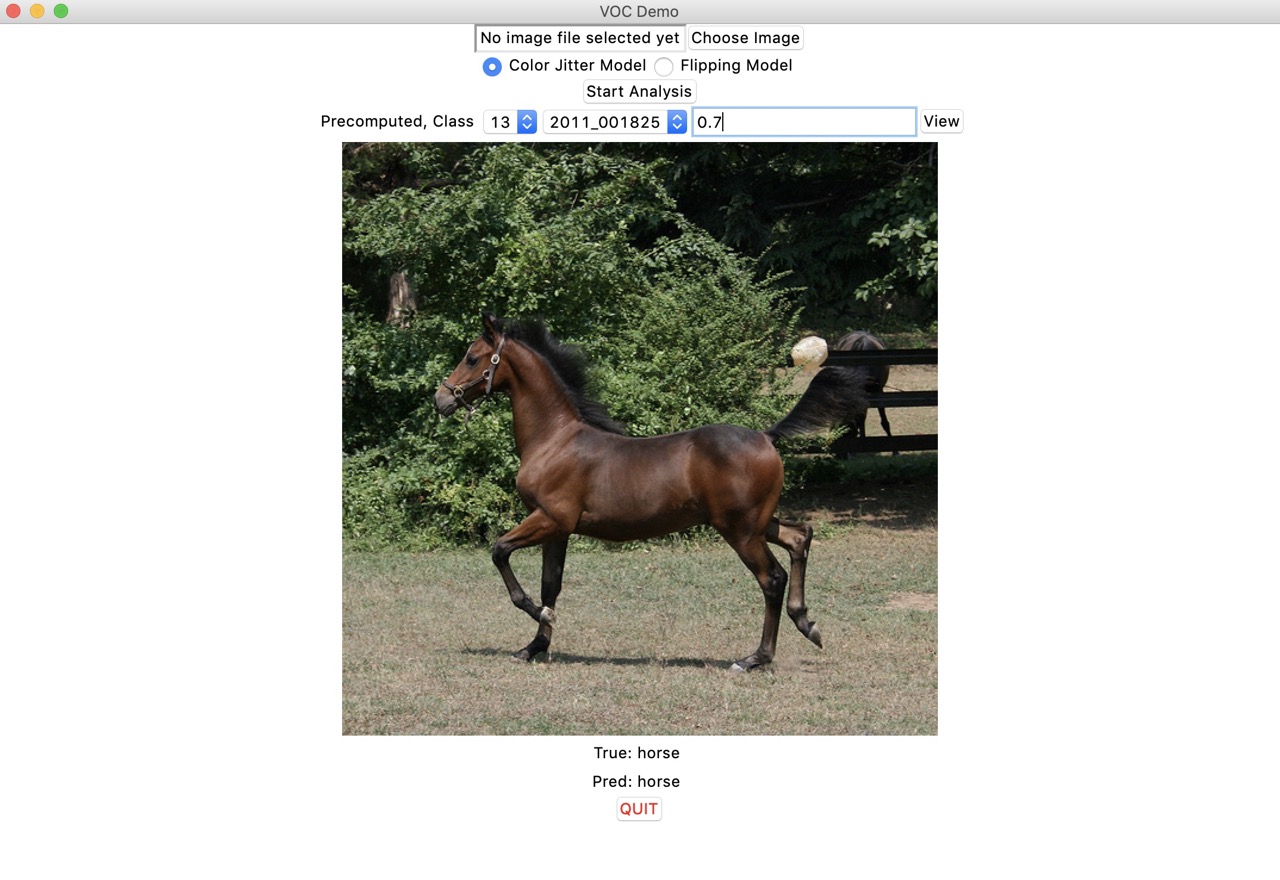 VOC Demo
No image file selected yet Choose Image
Color Jitter Model Flipping Model
Start Analysis
Precomputed, Class 13 2011_001825 0.7 View
True: horse
Pred: horse
QUIT